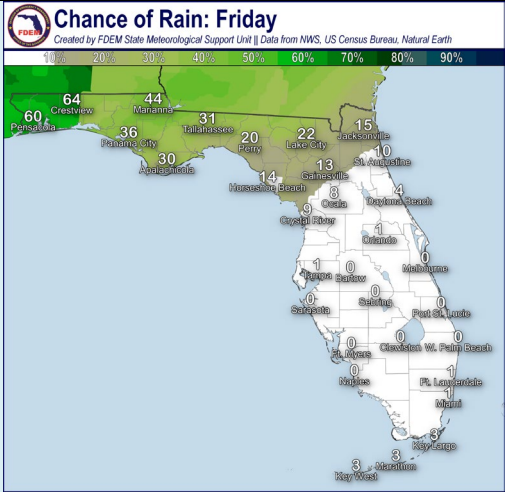 Chance of Rain: Friday
FDEM
Created by FDEM State Meteorological Support Unit || Data from NWS, US Census Bureau, Natural Earth
10% 20% 30% 40% 50% 60% 70% 80% 90%
64
Crestview
44
Marianna
60
Pensacola
31
Tallahassee
36
Panama City
20
Perry
22
Lake City
15
Jacksonville
30
Apalachicola
10
St. Augustine
13
Gainesville
14
Horseshoe Beach
8
Ocala
4
Daytona Beach
9
Crystal River
1
Orlando
1
Tampa
0
Bartow
0
Melbourne
0
Sarasota
0
Sebring
0
Port St. Lucie
0
Ft. Myers
0
Clewiston
0
W. Palm Beach
0
Naples
1
Ft. Lauderdale
1
Miami
3
Key Largo
3
Marathon
3
Key West